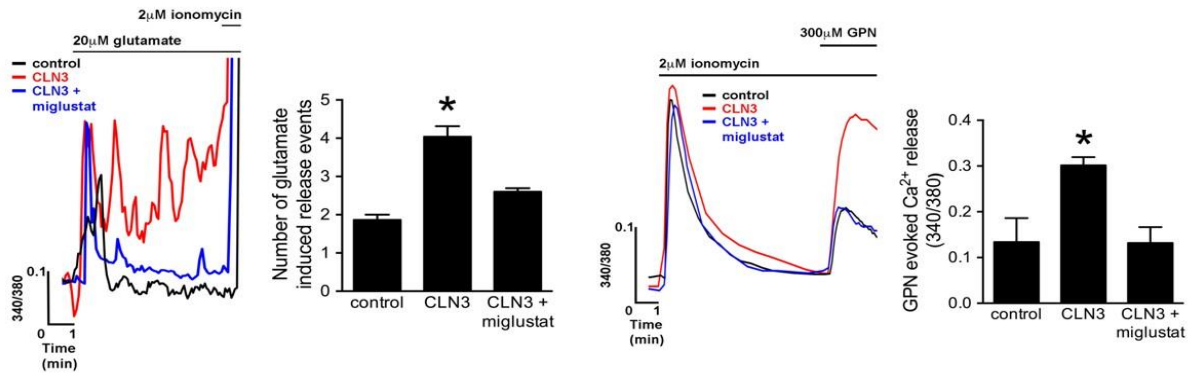 2µM ionomycin
20µM glutamate
control
CLN3
CLN3 +
miglustat
0.1
340/380
0 1
Time
(min)
Number of glutamate
induced release events
5
4
3
2
1
0
*
control CLN3 CLN3 +
miglustat
300µM GPN
2µM ionomycin
control
CLN3
CLN3 + miglustat
0.1
340/380
0 1
Time
(min)
GPN evoked Ca²⁺ release
(340/380)
0.4
0.3
0.2
0.1
0.0
*
control CLN3 CLN3 +
miglustat